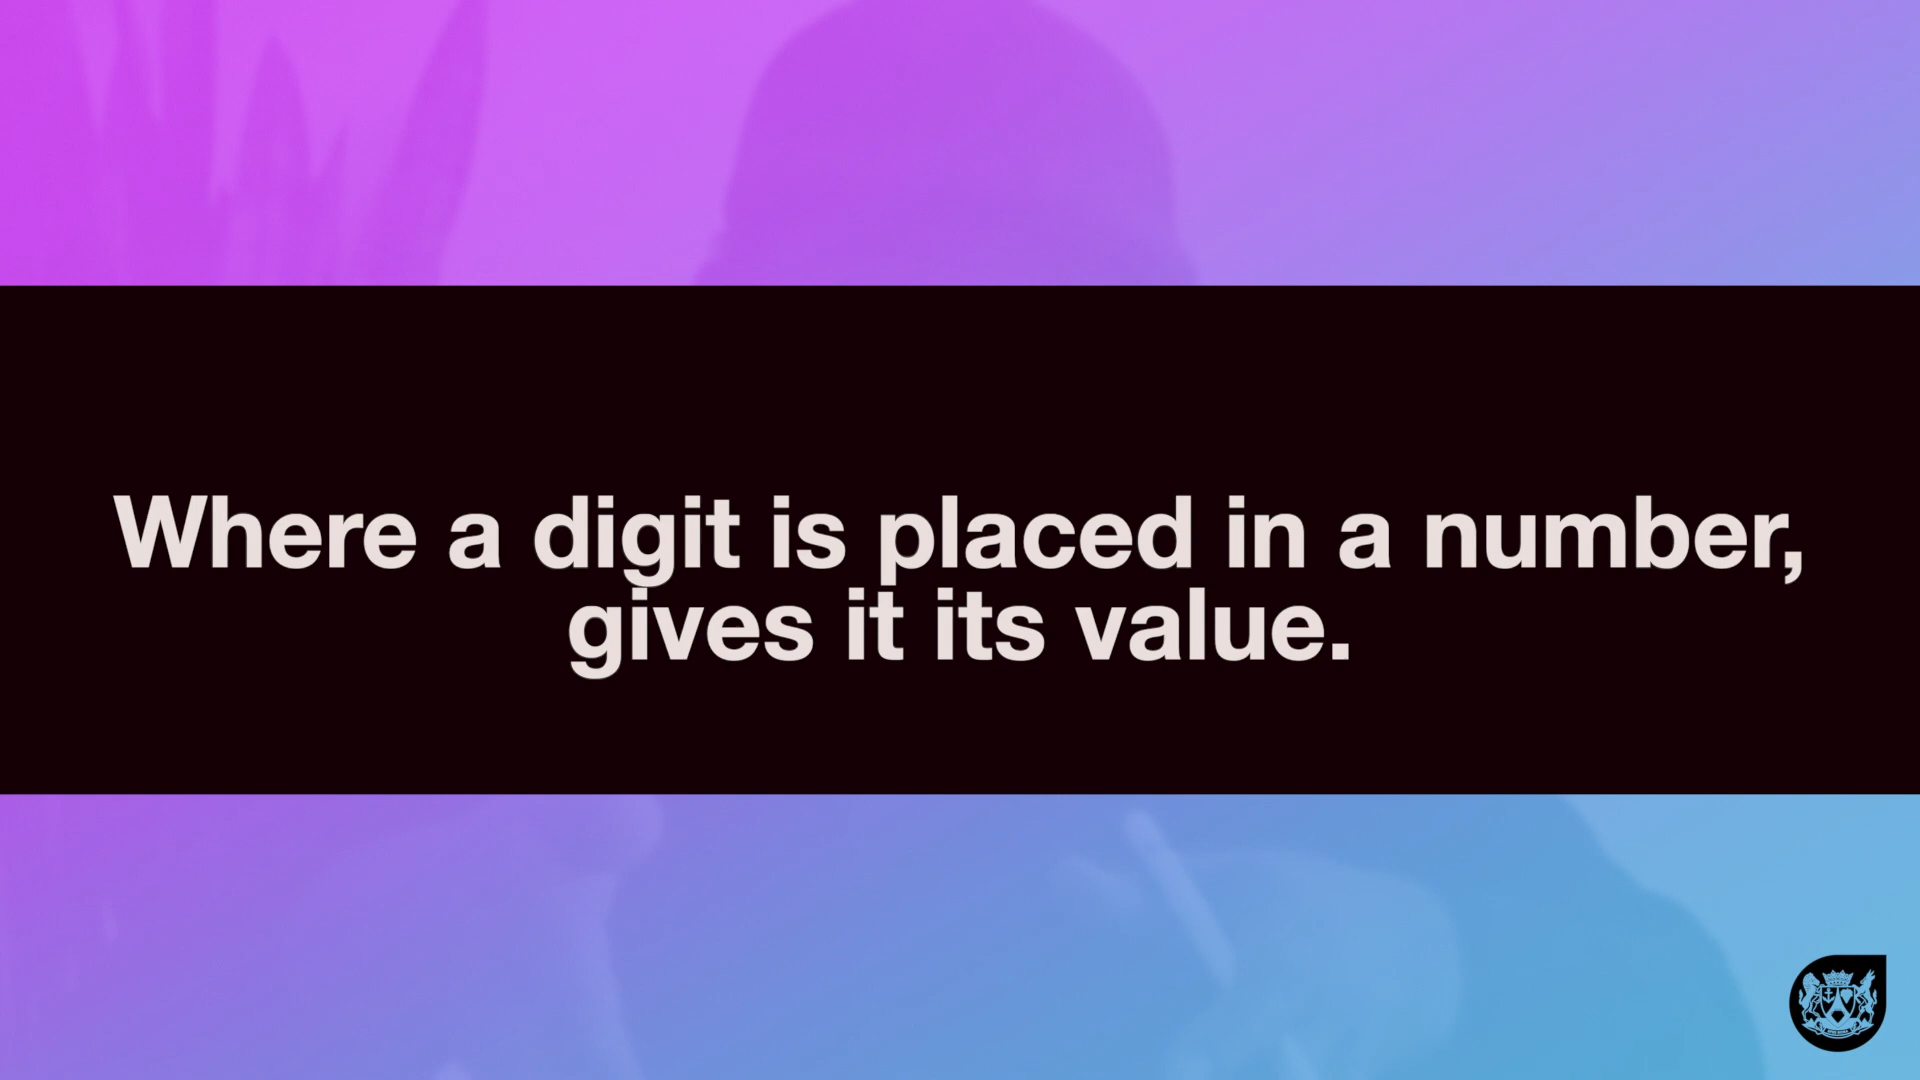 Where a digit is placed in a number,
gives it its value.